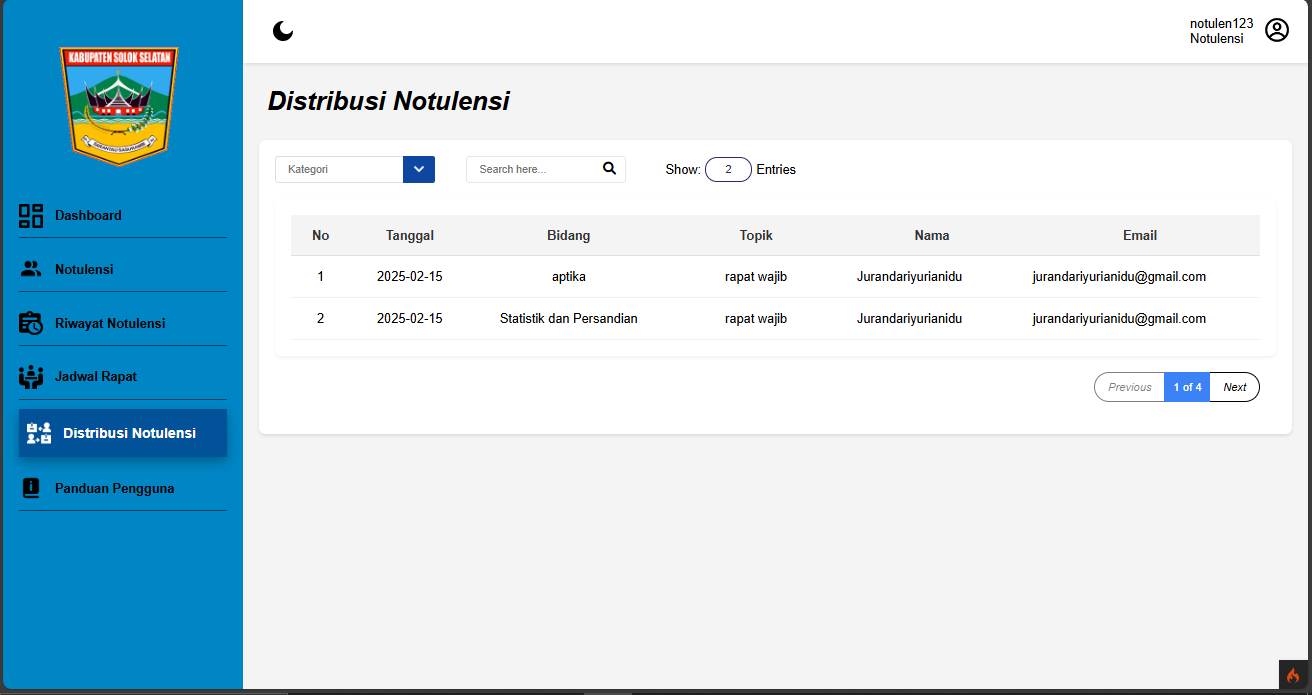 KABUPATEN SOLOK SELATAN
notulen123
Notulensi
Distribusi Notulensi
Kategori
Search here...
Show: 2 Entries
Dashboard
Notulensi
Riwayat Notulensi
Jadwal Rapat
Distribusi Notulensi
Panduan Pengguna
No Tanggal Bidang Topik Nama Email
1 2025-02-15 aptika rapat wajib Jurandariyurianidu jurandariyurianidu@gmail.com
2 2025-02-15 Statistik dan Persandian rapat wajib Jurandariyurianidu jurandariyurianidu@gmail.com
Previous 1 of 4 Next